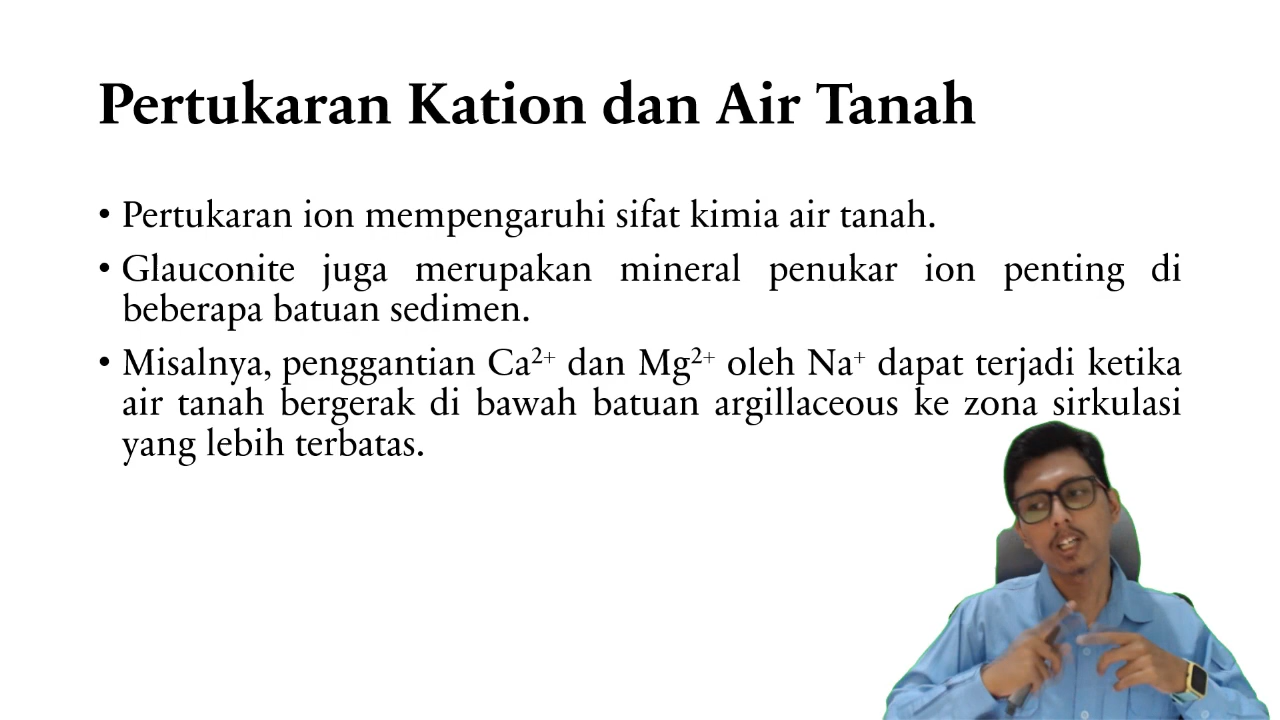 Pertukaran Kation dan Air Tanah
• Pertukaran ion mempengaruhi sifat kimia air tanah.
• Glauconite juga merupakan mineral penukar ion penting di
beberapa batuan sedimen.
• Misalnya, penggantian Ca²⁺ dan Mg²⁺ oleh Na⁺ dapat terjadi ketika
air tanah bergerak di bawah batuan argillaceous ke zona sirkulasi
yang lebih terbatas.